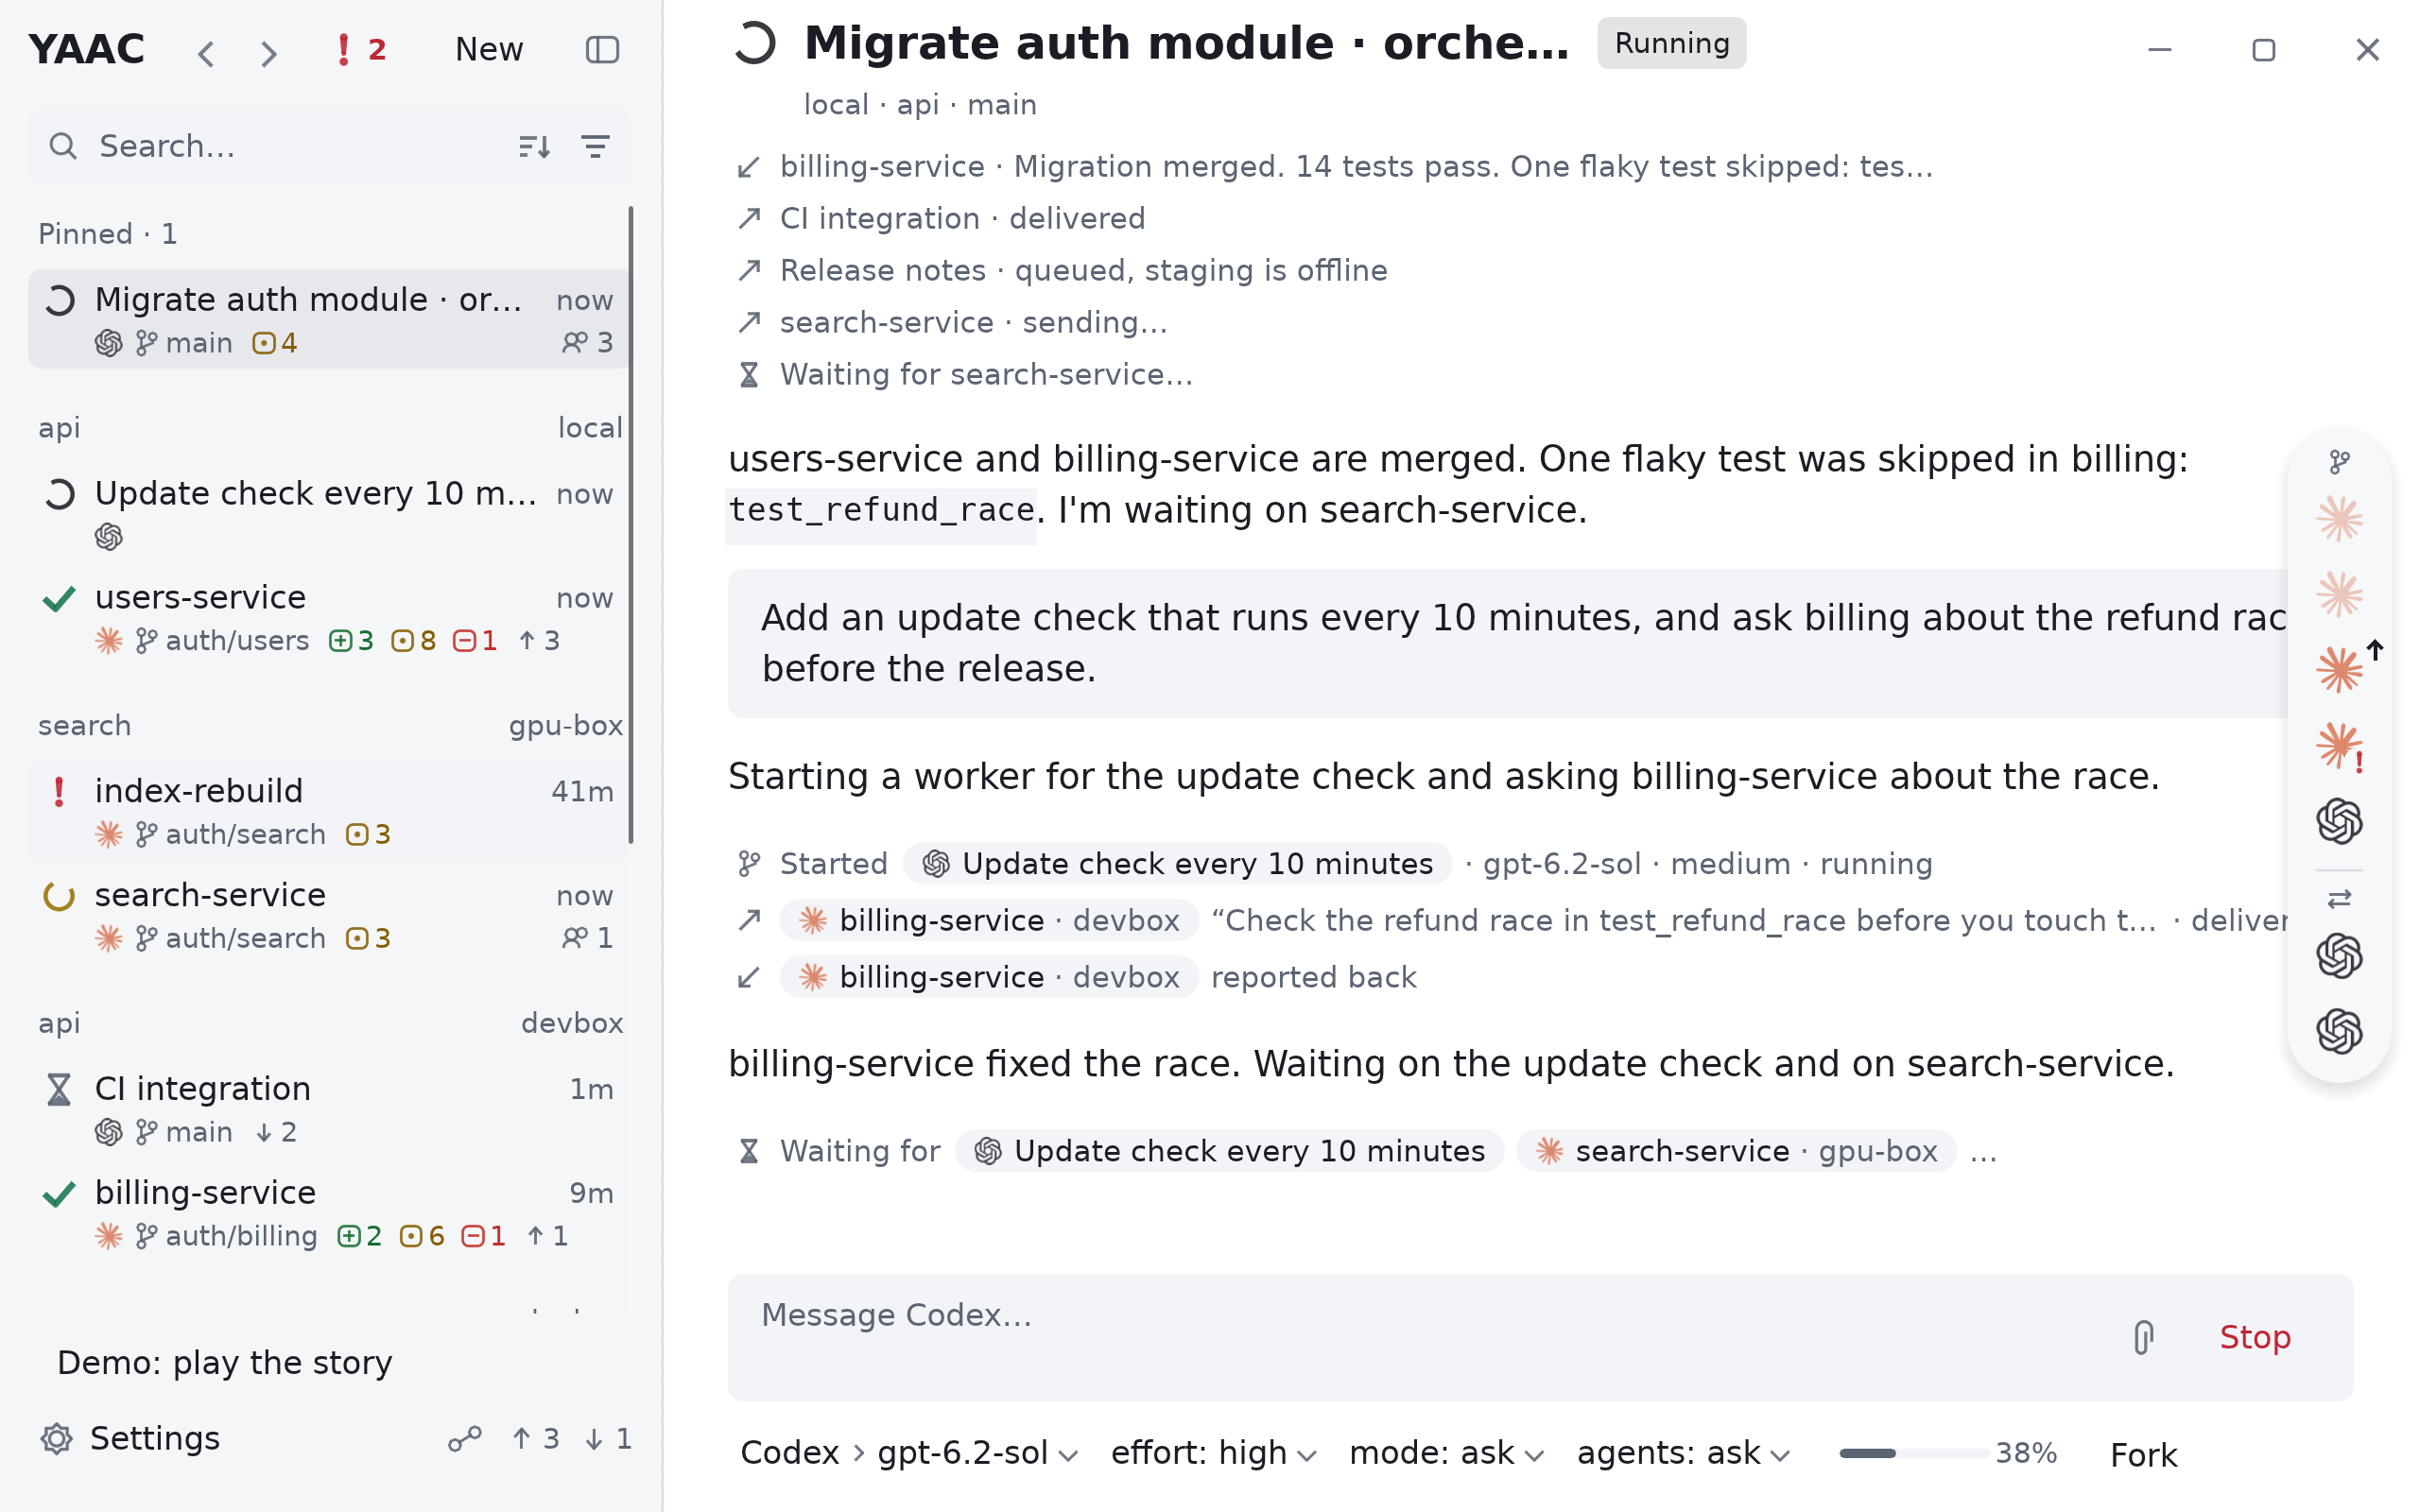 YAAC
2
New
Search...
Pinned · 1
Migrate auth module · or...
now
main
4
3
api
local
Update check every 10 m...
now
users-service
now
auth/users
3
8
1
3
search
gpu-box
index-rebuild
41m
auth/search
3
search-service
now
auth/search
3
1
api
devbox
CI integration
1m
main
2
billing-service
9m
auth/billing
2
6
1
1
Demo: play the story
Settings
3
1
Migrate auth module · orche...
Running
local · api · main
billing-service · Migration merged. 14 tests pass. One flaky test skipped: tes...
CI integration · delivered
Release notes · queued, staging is offline
search-service · sending...
Waiting for search-service...
users-service and billing-service are merged. One flaky test was skipped in billing:
test_refund_race. I'm waiting on search-service.
Add an update check that runs every 10 minutes, and ask billing about the refund rac
before the release.
Starting a worker for the update check and asking billing-service about the race.
Started Update check every 10 minutes · gpt-6.2-sol · medium · running
billing-service · devbox “Check the refund race in test_refund_race before you touch t... · deliver
billing-service · devbox reported back
billing-service fixed the race. Waiting on the update check and on search-service.
Waiting for Update check every 10 minutes search-service · gpu-box ...
Message Codex...
Stop
Codex > gpt-6.2-sol effort: high mode: ask agents: ask 38% Fork